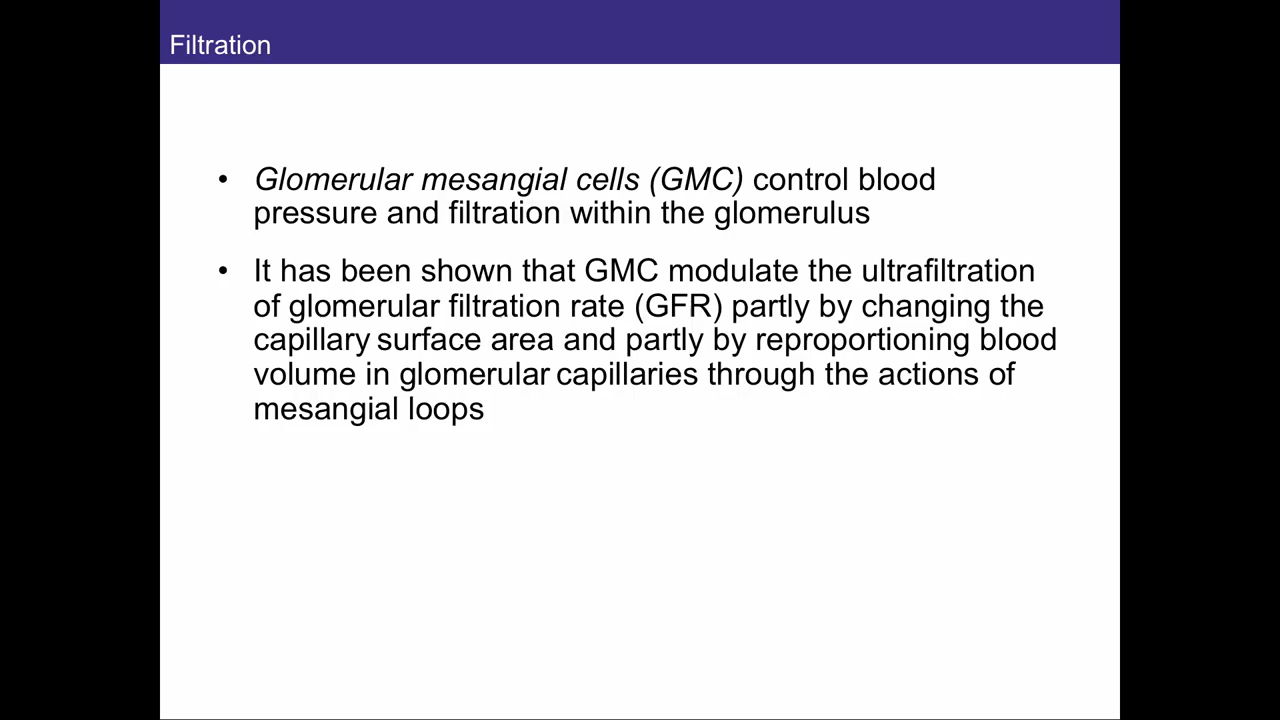 Filtration
• Glomerular mesangial cells (GMC) control blood
pressure and filtration within the glomerulus
• It has been shown that GMC modulate the ultrafiltration
of glomerular filtration rate (GFR) partly by changing the
capillary surface area and partly by reproportioning blood
volume in glomerular capillaries through the actions of
mesangial loops